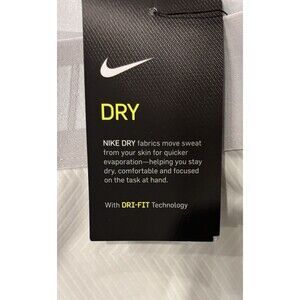 DRY
NIKE DRY fabrics move sweat
from your skin for quicker
evaporation—helping you stay
dry, comfortable and focused
on the task at hand.
With DRI-FIT Technology